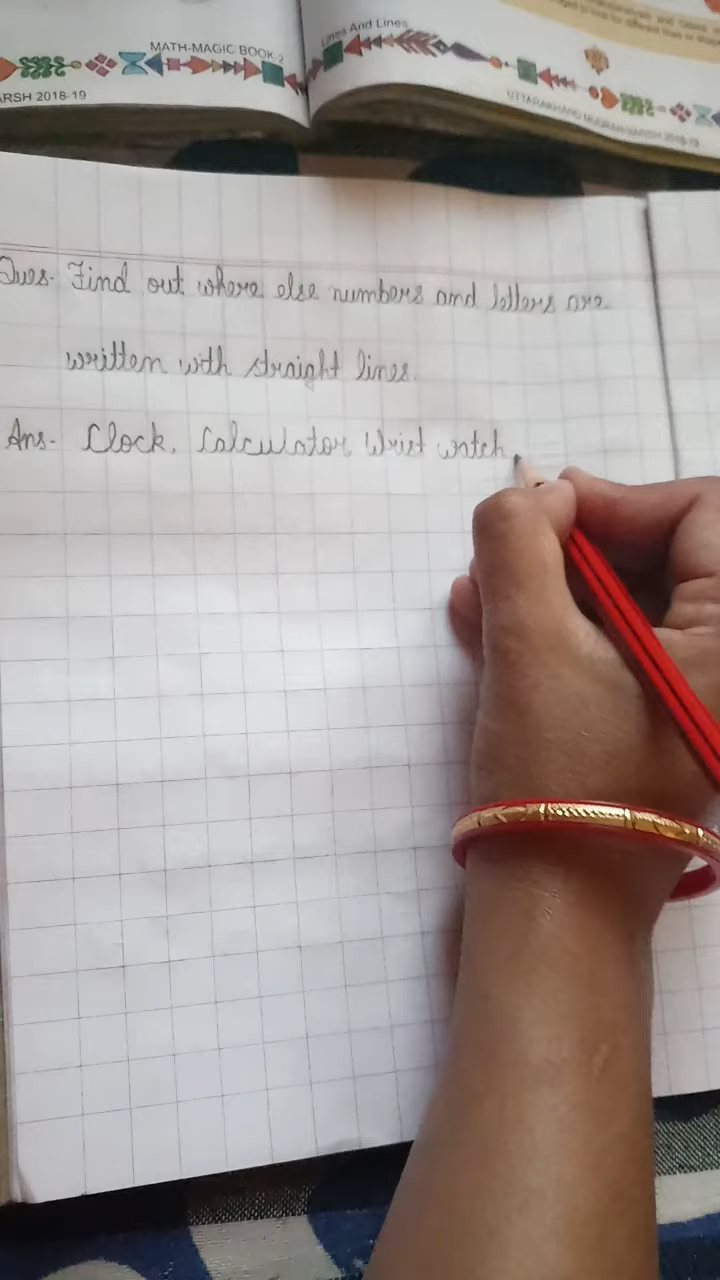 MATH-MAGIC BOOK-2
ARSH 2018-19
Lines And Lines
UTTARAKHAND MUDRAN VARSH 2018-19
Ques. Find out where else numbers and letters are
written with straight lines.
Ans. Clock, Calculator Wrist watch,